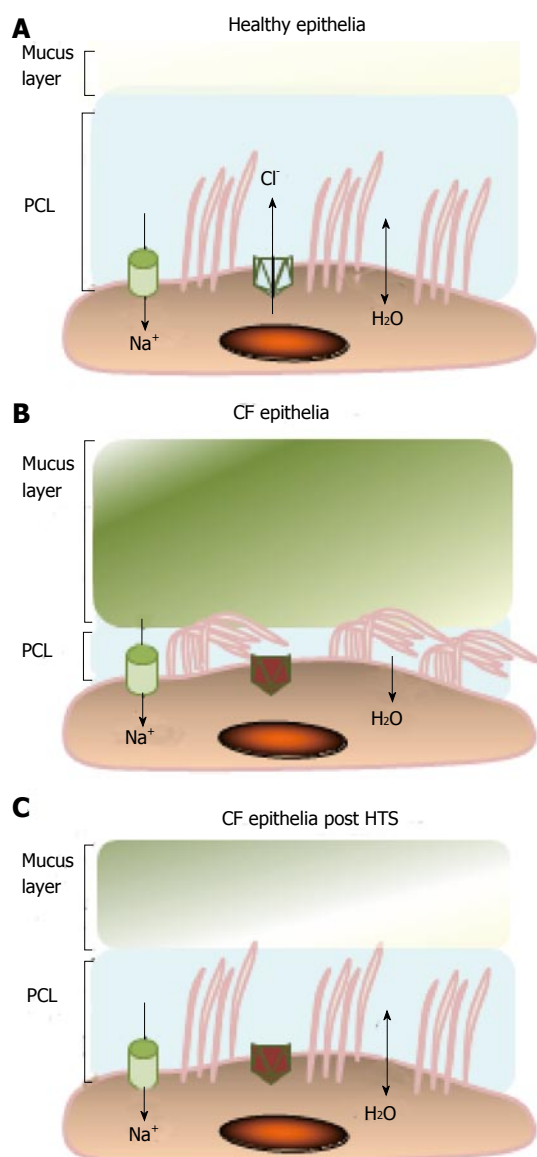 A
Healthy epithelia
Mucus
layer
PCL
Cl⁻
H₂O
Na⁺
B
CF epithelia
Mucus
layer
PCL
H₂O
Na⁺
C
CF epithelia post HTS
Mucus
layer
PCL
H₂O
Na⁺